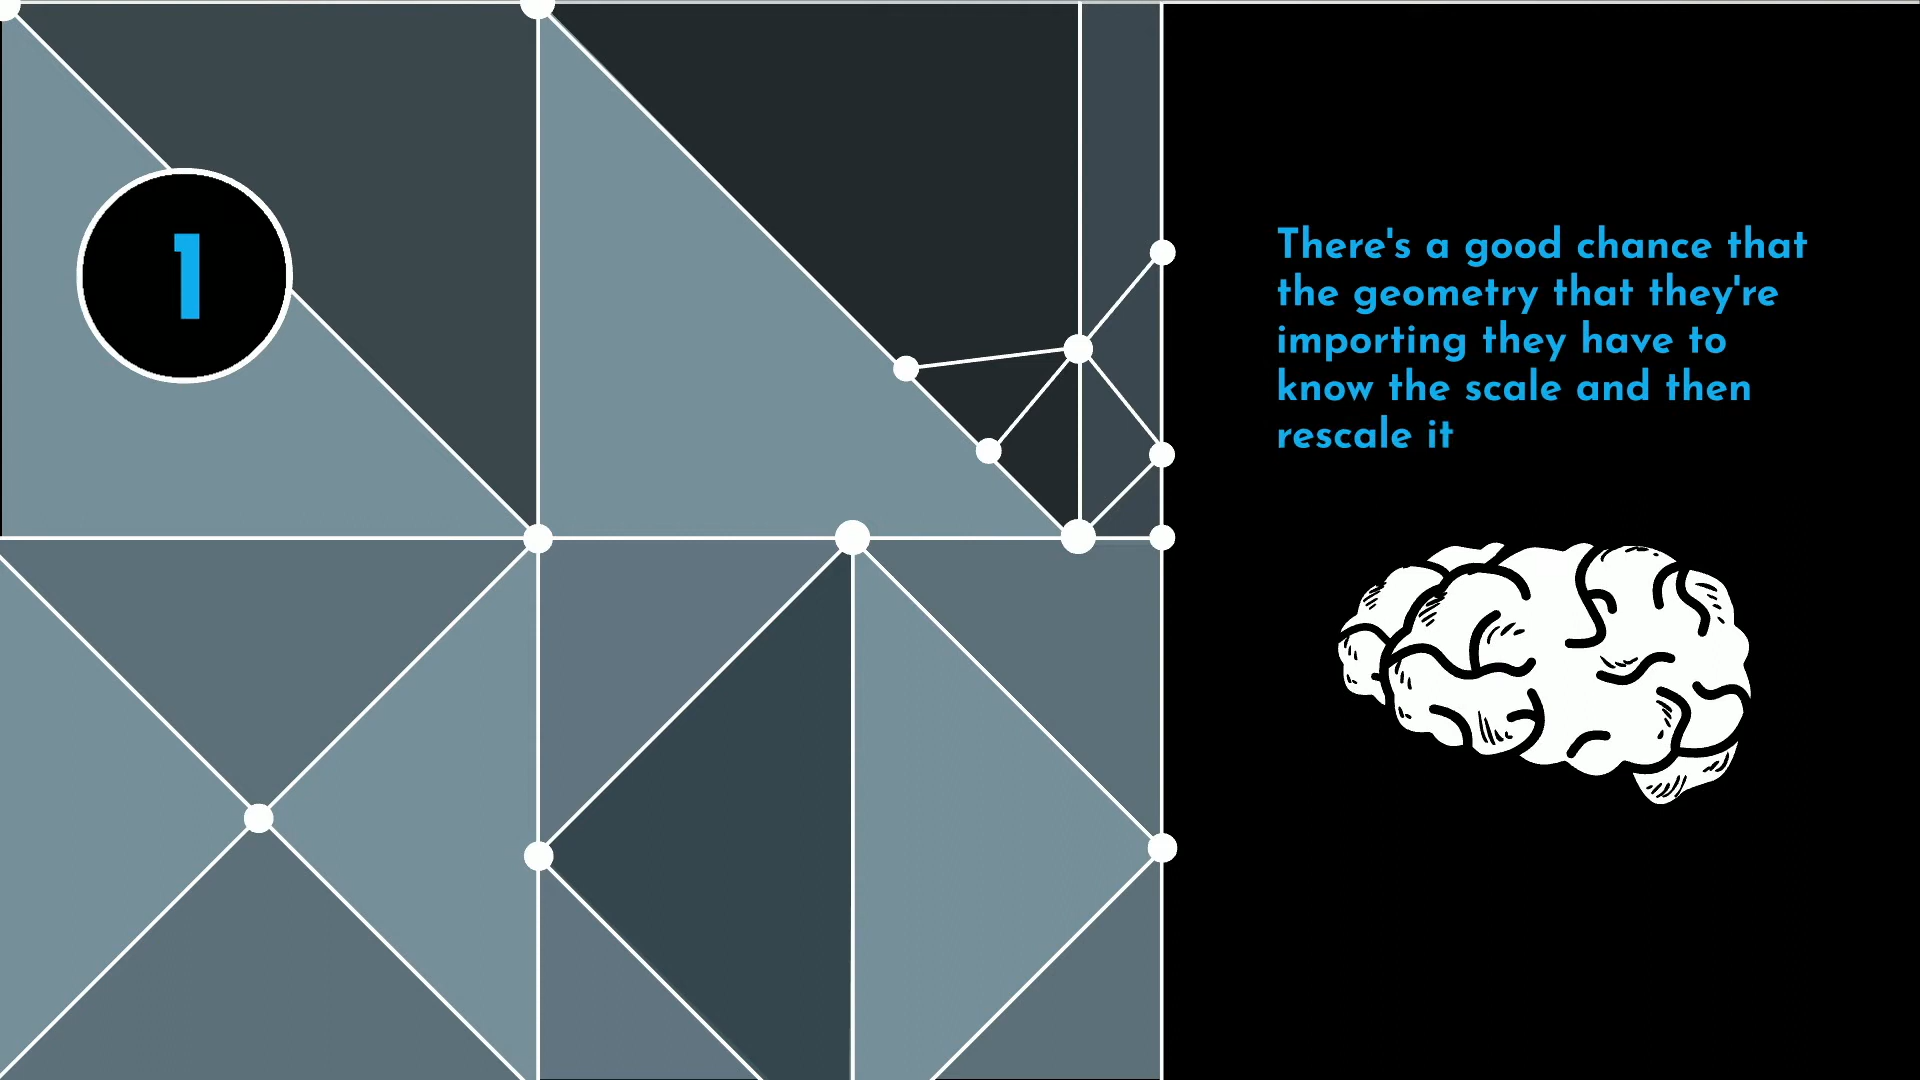 1
There's a good chance that
the geometry that they're
importing they have to
know the scale and then
rescale it